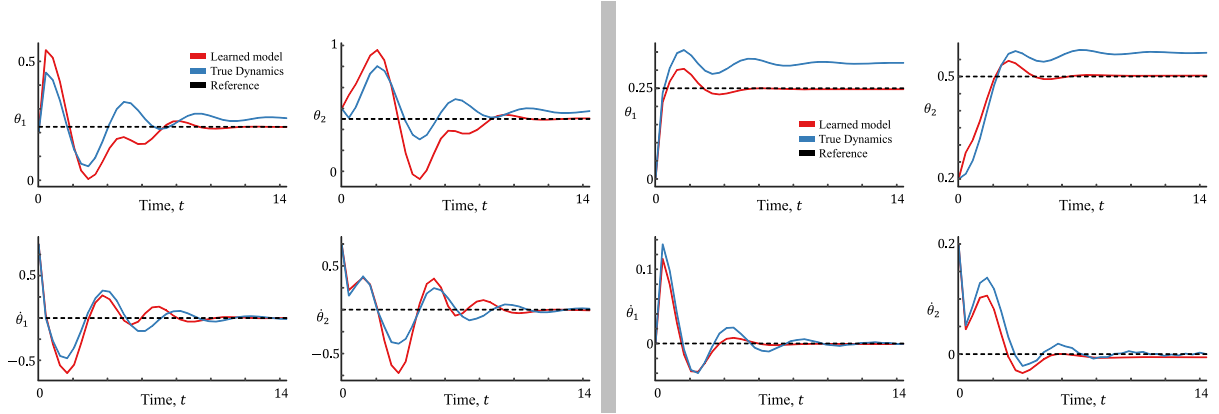 0.5
θ₁
0
0
14
Time, t
Learned model
True Dynamics
Reference
1
θ₂
0
0
14
Time, t
0.5
θ̇₁
−0.5
0
14
Time, t
0.5
θ̇₂
−0.5
0
14
Time, t
0.25
θ₁
0
0
14
Time, t
Learned model
True Dynamics
Reference
0.5
θ₂
0.2
0
14
Time, t
0.1
θ̇₁
0
0
14
Time, t
0.2
θ̇₂
0
0
14
Time, t